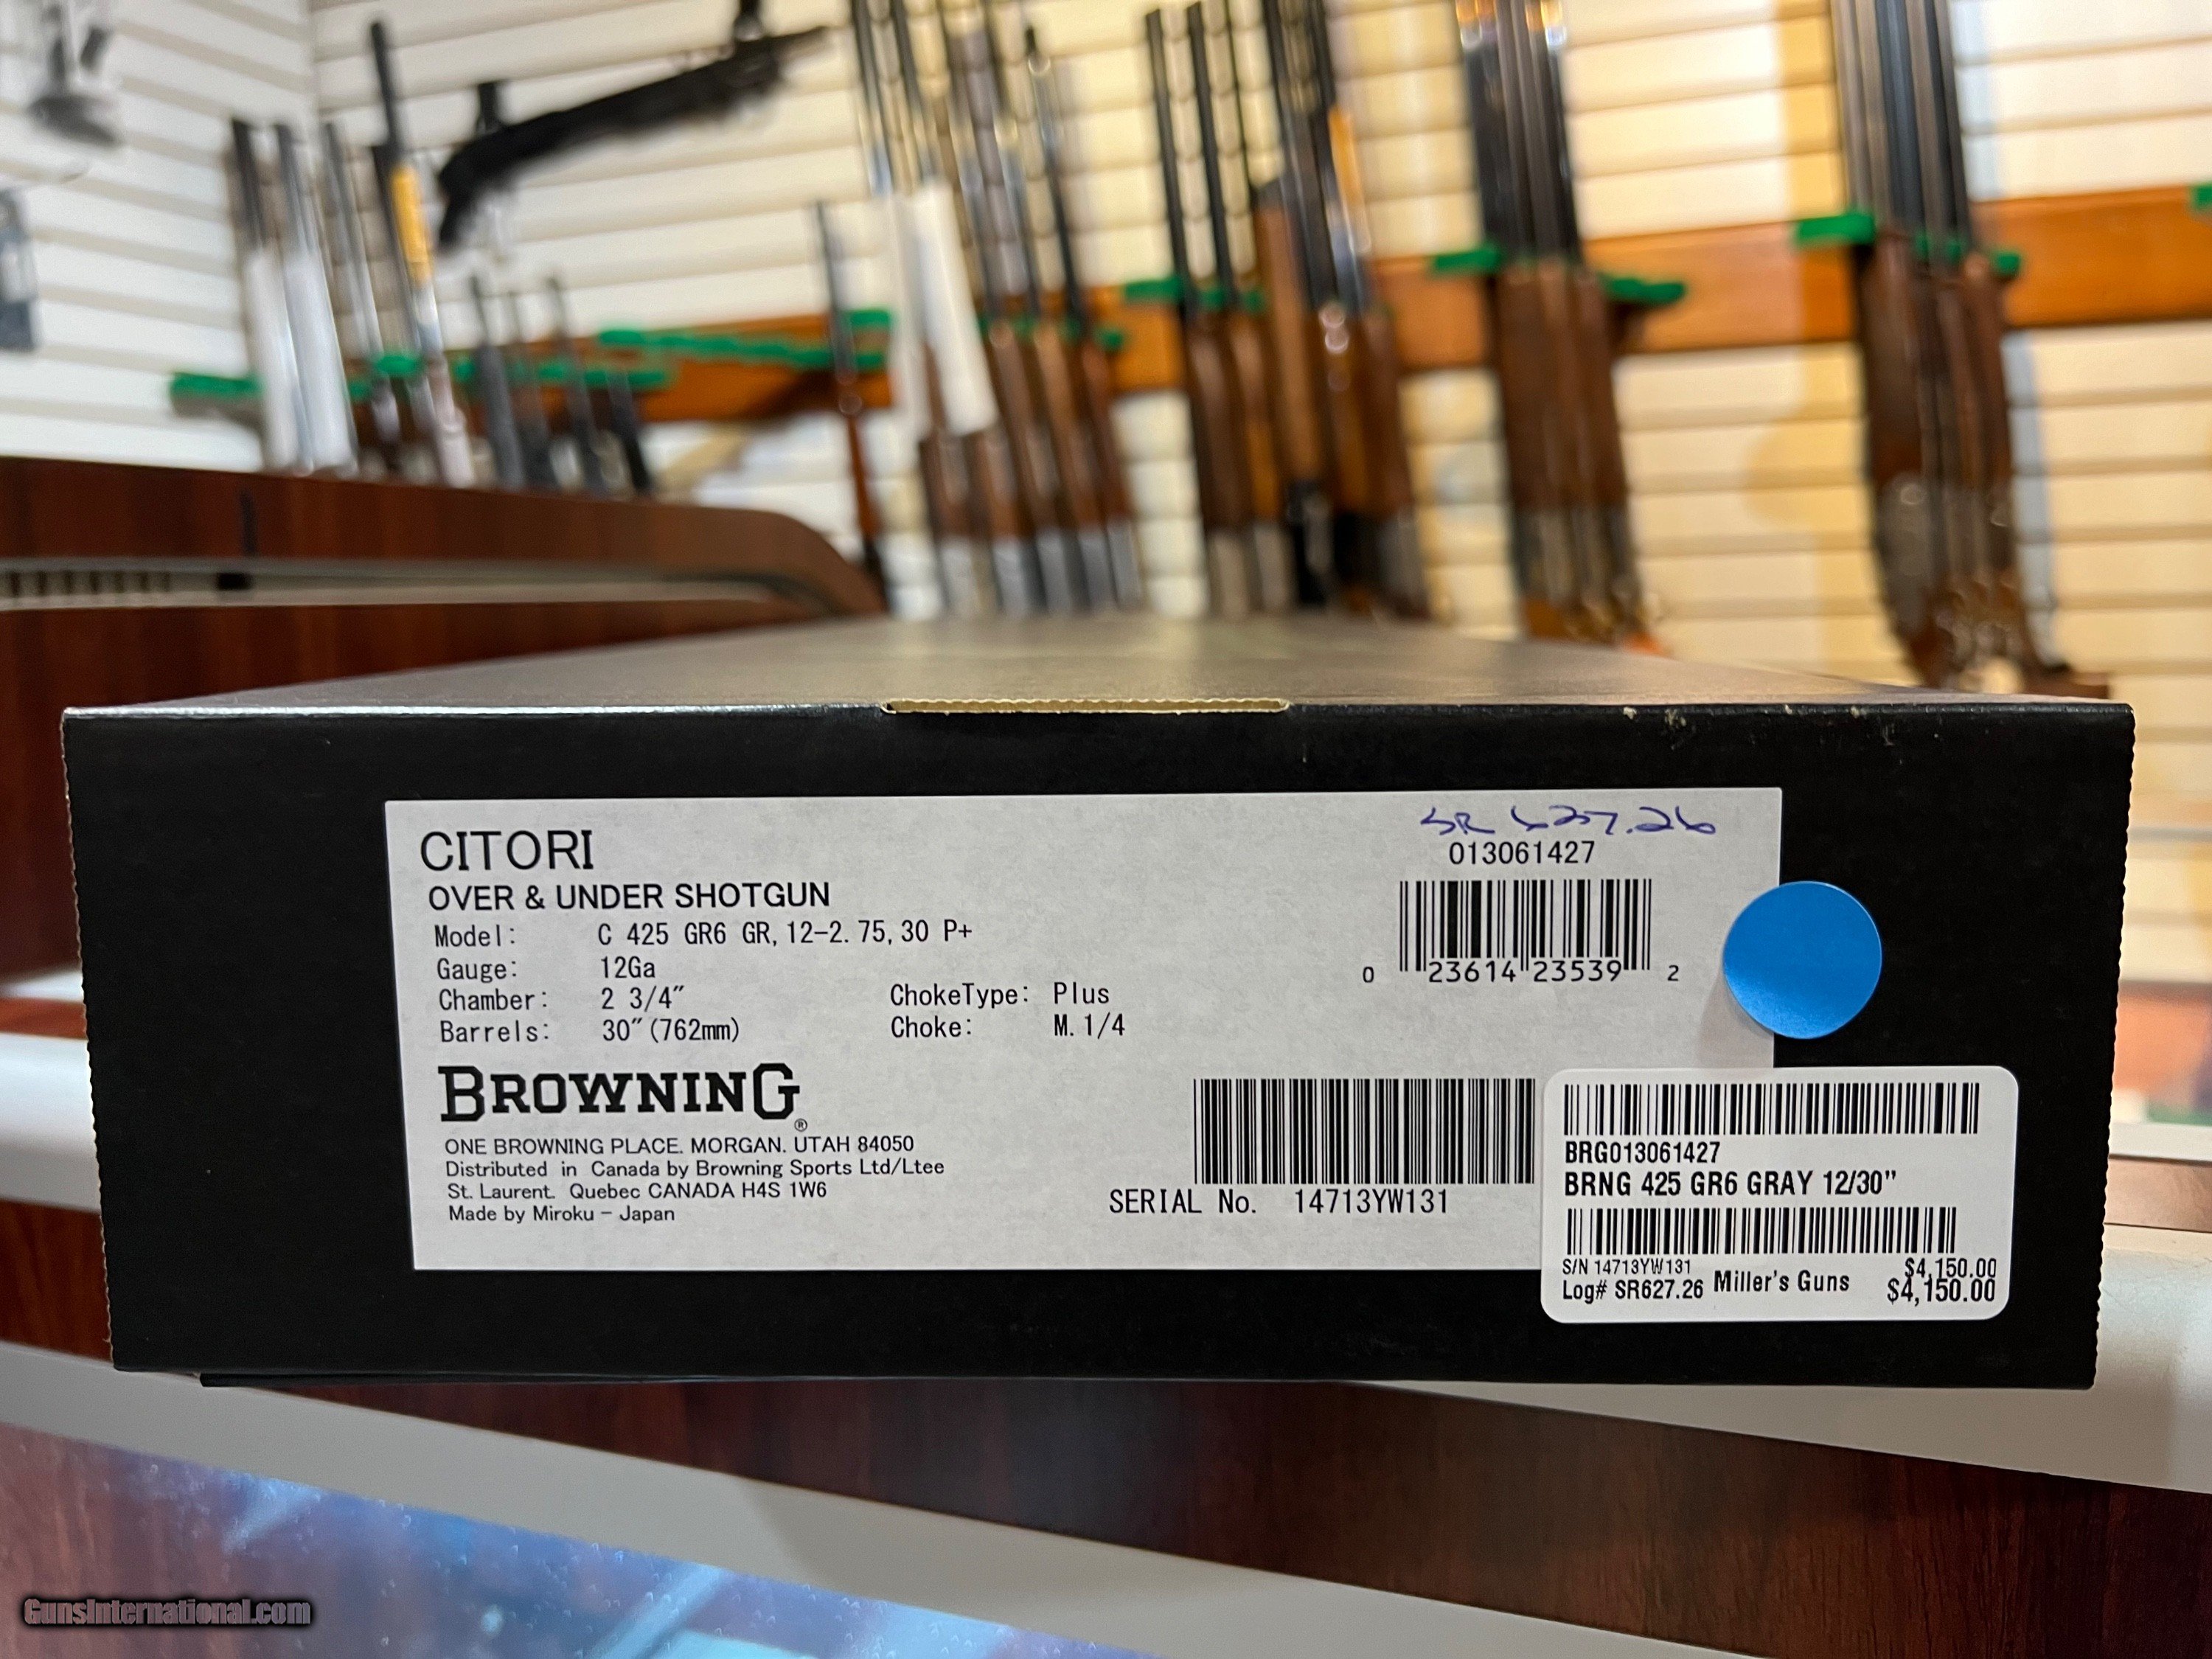 CITORI
OVER & UNDER SHOTGUN
Model: C 425 GR6 GR, 12-2.75, 30 P+
Gauge: 12Ga
Chamber: 2 3/4" ChokeType: Plus
Barrels: 30" (762mm) Choke: M. 1/4
BROWNING®
ONE BROWNING PLACE. MORGAN. UTAH 84050
Distributed in Canada by Browning Sports Ltd/Ltee
St. Laurent. Quebec CANADA H4S 1W6
Made by Miroku - Japan
SR 627.26
013061427
0 23614 23539 2
SERIAL No. 14713YW131
BRG013061427
BRNG 425 GR6 GRAY 12/30"
S/N 14713YW131 $4,150.00
Log# SR627.26 Miller's Guns $4,150.00
GunsInternational.com